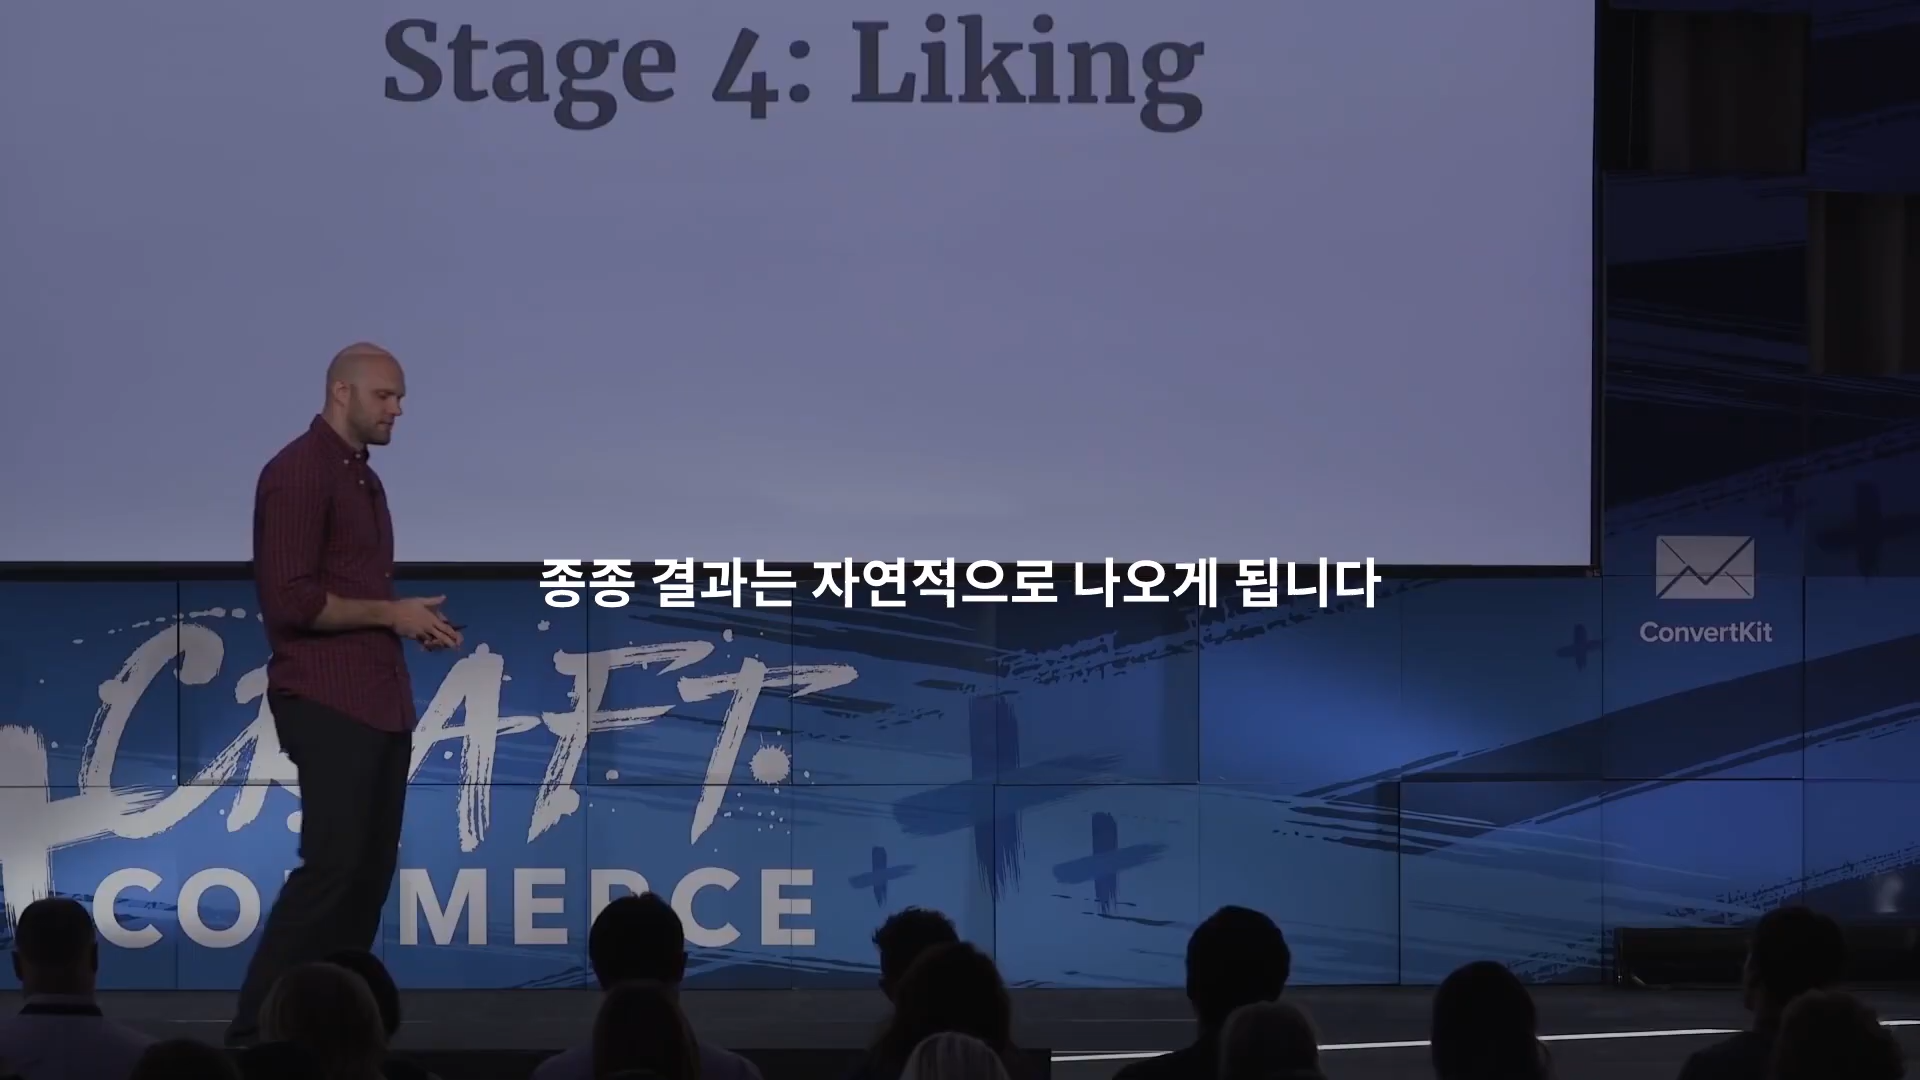 Stage 4: Liking
종종 결과는 자연적으로 나오게 됩니다
ConvertKit
CRAFT
COMMERCE